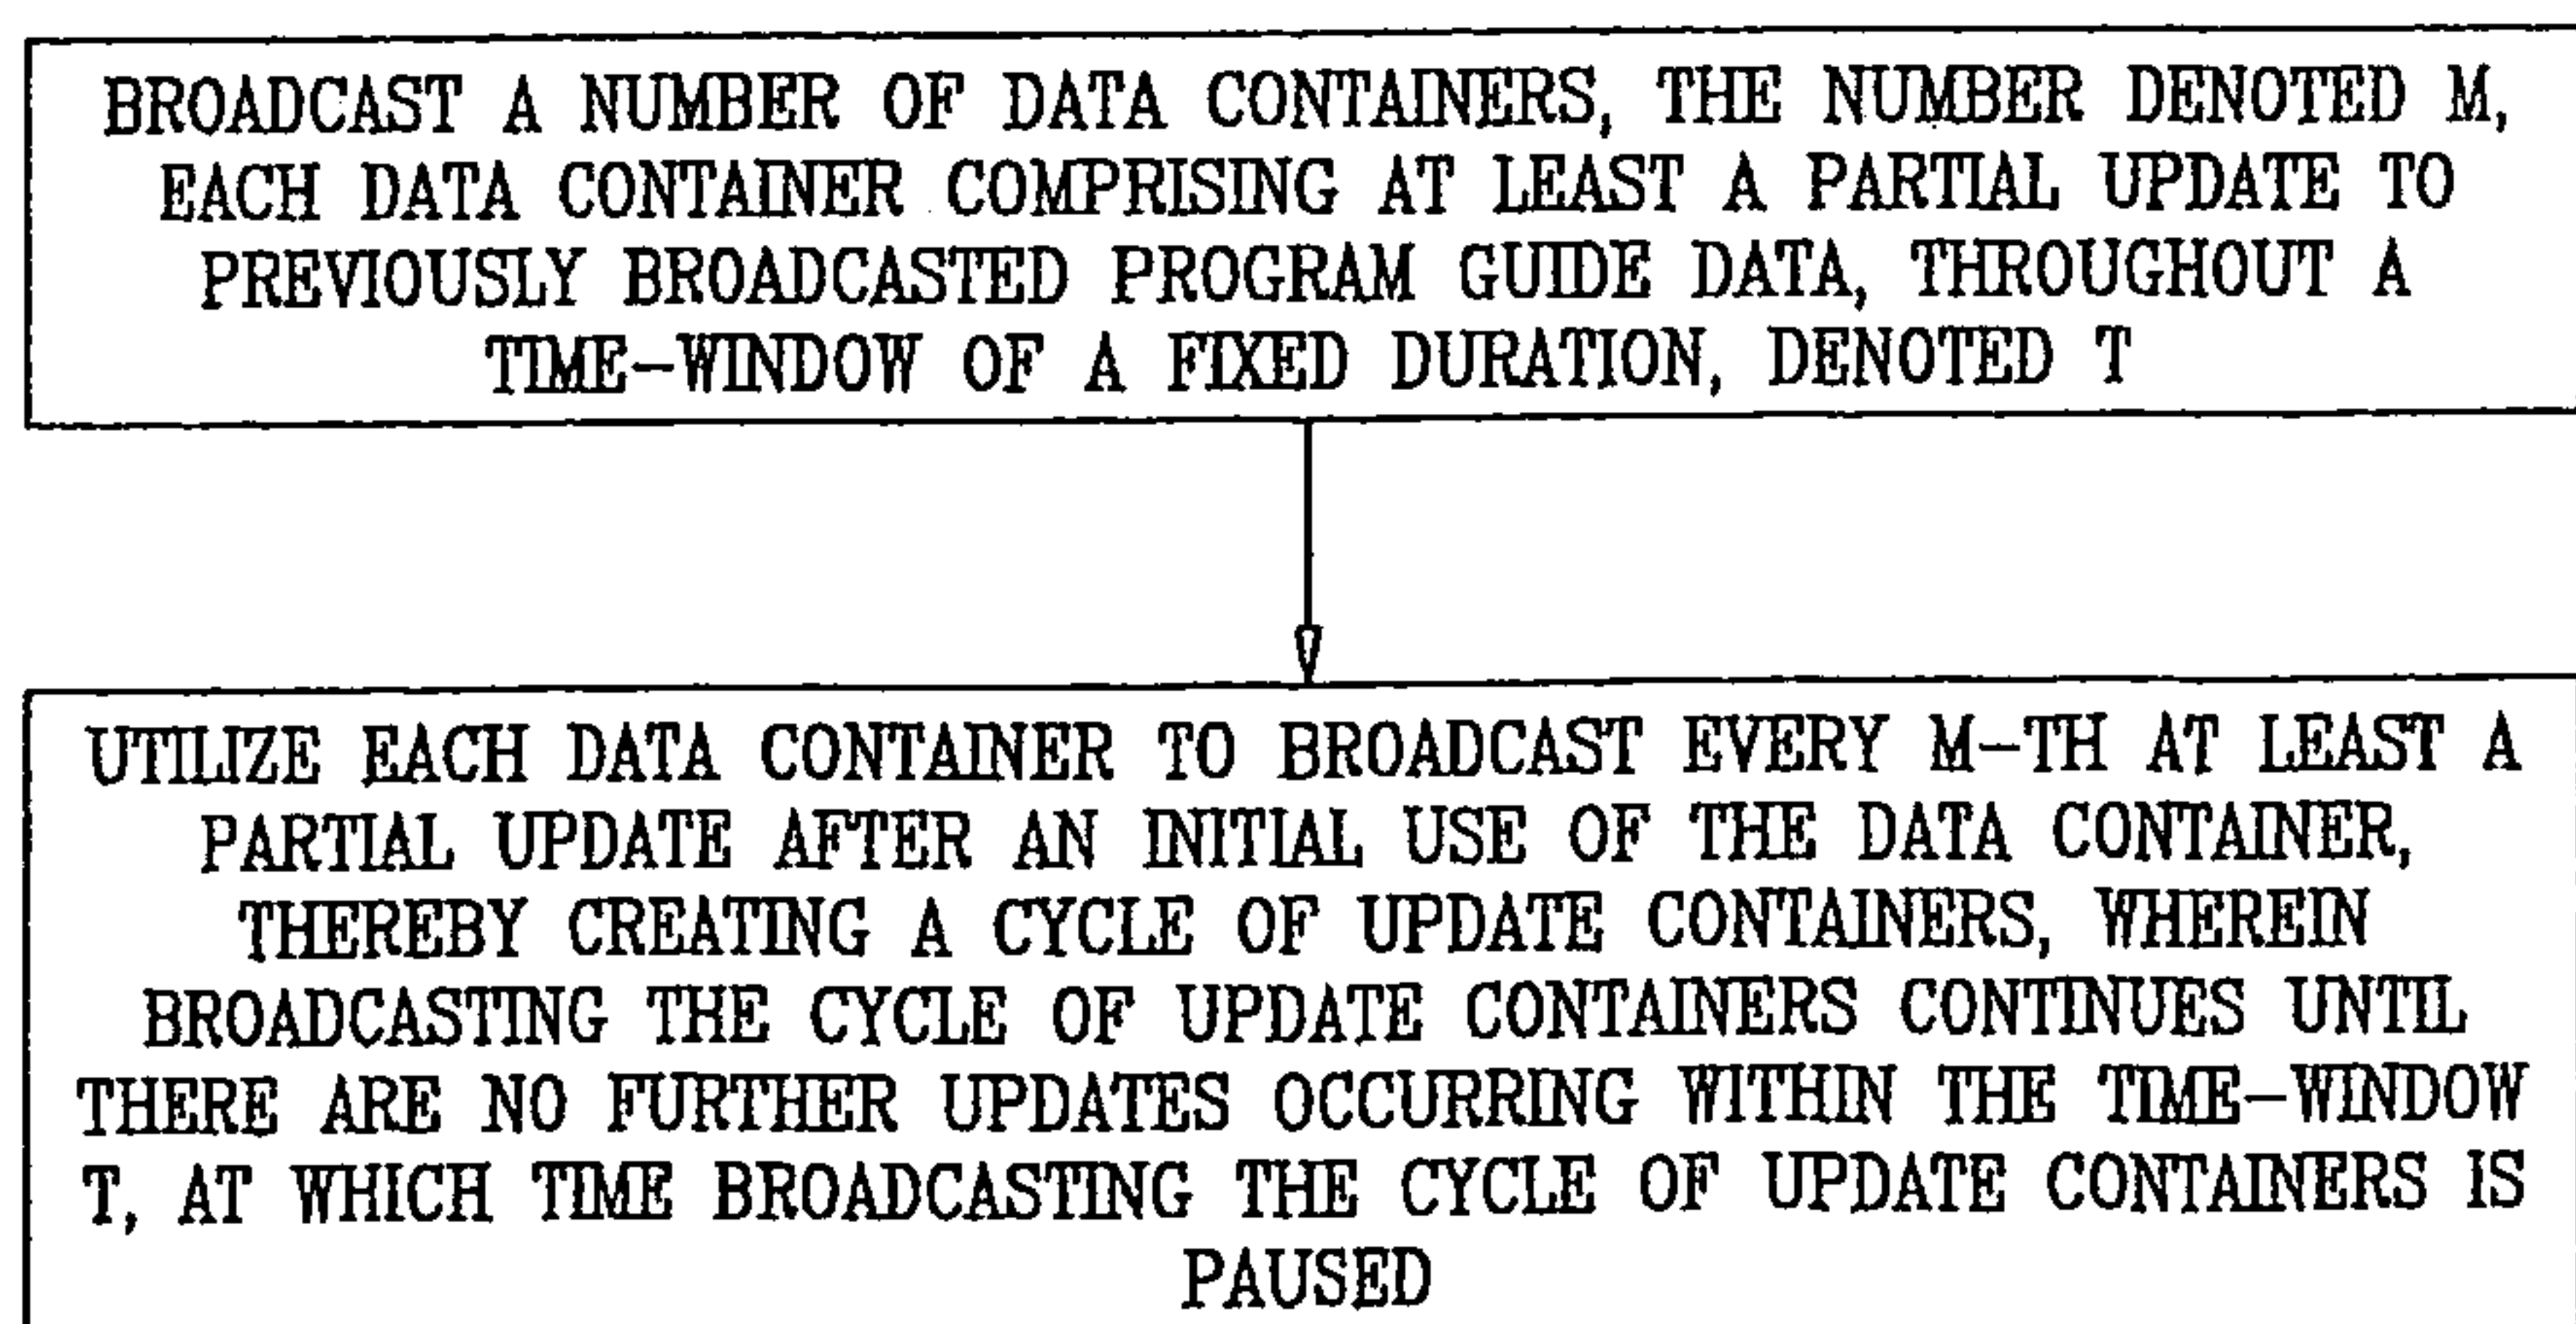 BROADCAST A NUMBER OF DATA CONTAINERS, THE NUMBER DENOTED M,
EACH DATA CONTAINER COMPRISING AT LEAST A PARTIAL UPDATE TO
PREVIOUSLY BROADCASTED PROGRAM GUIDE DATA, THROUGHOUT A
TIME-WINDOW OF A FIXED DURATION, DENOTED T
UTILIZE EACH DATA CONTAINER TO BROADCAST EVERY M-TH AT LEAST A
PARTIAL UPDATE AFTER AN INITIAL USE OF THE DATA CONTAINER,
THEREBY CREATING A CYCLE OF UPDATE CONTAINERS, WHEREIN
BROADCASTING THE CYCLE OF UPDATE CONTAINERS CONTINUES UNTIL
THERE ARE NO FURTHER UPDATES OCCURRING WITHIN THE TIME-WINDOW
T, AT WHICH TIME BROADCASTING THE CYCLE OF UPDATE CONTAINERS IS
PAUSED